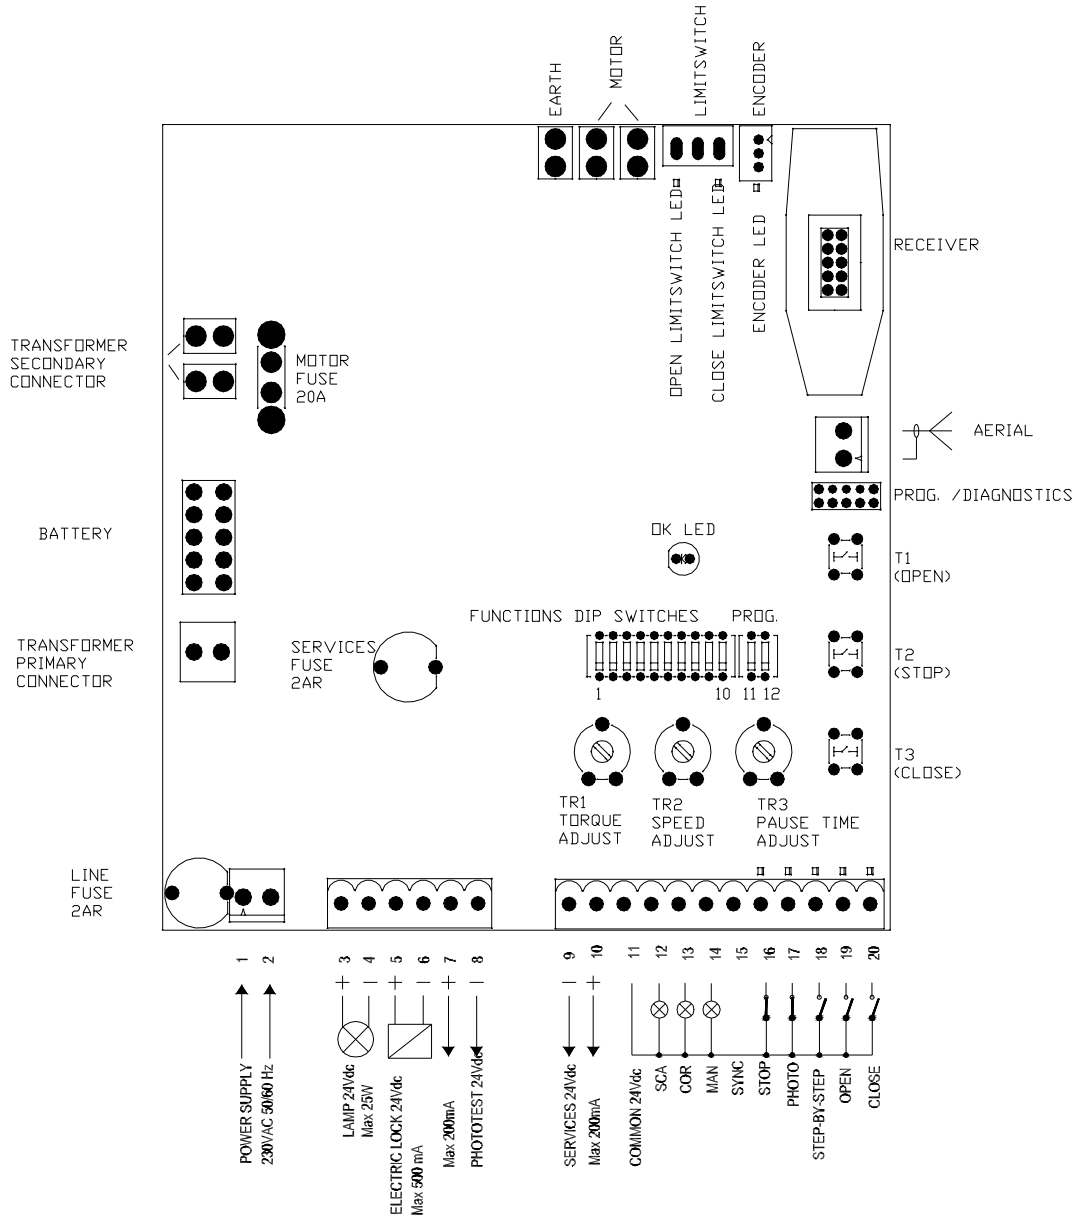 EARTH
MOTOR
LIMITSWITCH
ENCODER
OPEN LIMITSWITCH LED
CLOSE LIMITSWITCH LED
ENCODER LED
RECEIVER
TRANSFORMER
SECONDARY
CONNECTOR
MOTOR
FUSE
20A
AERIAL
PROG. /DIAGNOSTICS
BATTERY
OK LED
T1
(OPEN)
FUNCTIONS DIP SWITCHES
PROG.
TRANSFORMER
PRIMARY
CONNECTOR
SERVICES
FUSE
2AR
T2
(STOP)
1
10
11
12
T3
(CLOSE)
TR1
TORQUE
ADJUST
TR2
SPEED
ADJUST
TR3
PAUSE TIME
ADJUST
LINE
FUSE
2AR
1
2
3
4
5
6
7
8
9
10
11
12
13
14
15
16
17
18
19
20
+
−
+
−
+
−
−
+
POWER SUPPLY
230VAC 50/60 Hz
LAMP 24Vdc
Max 25W
ELECTRIC LOCK 24Vdc
Max 500 mA
Max 200mA
PHOTOTEST 24Vdc
SERVICES 24Vdc
Max 200mA
COMMON 24Vdc
SCA
COR
MAN
SYNC
STOP
PHOTO
STEP-BY-STEP
OPEN
CLOSE